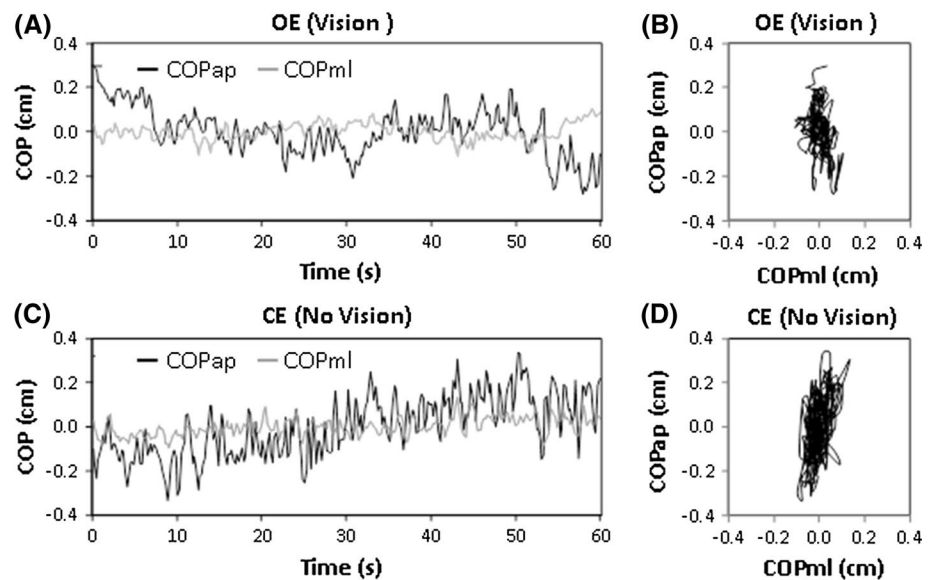 (A) OE (Vision )
COP (cm)
0.4
0.2
0.0
-0.2
-0.4
COPap COPml
0 10 20 30 40 50 60
Time (s)
(B) OE (Vision )
COPap (cm)
0.4
0.2
0.0
-0.2
-0.4
-0.4 -0.2 0.0 0.2 0.4
COPml (cm)
(C) CE (No Vision)
COP (cm)
0.4
0.2
0.0
-0.2
-0.4
COPap COPml
0 10 20 30 40 50 60
Time (s)
(D) CE (No Vision)
COPap (cm)
0.4
0.2
0.0
-0.2
-0.4
-0.4 -0.2 0.0 0.2 0.4
COPml (cm)